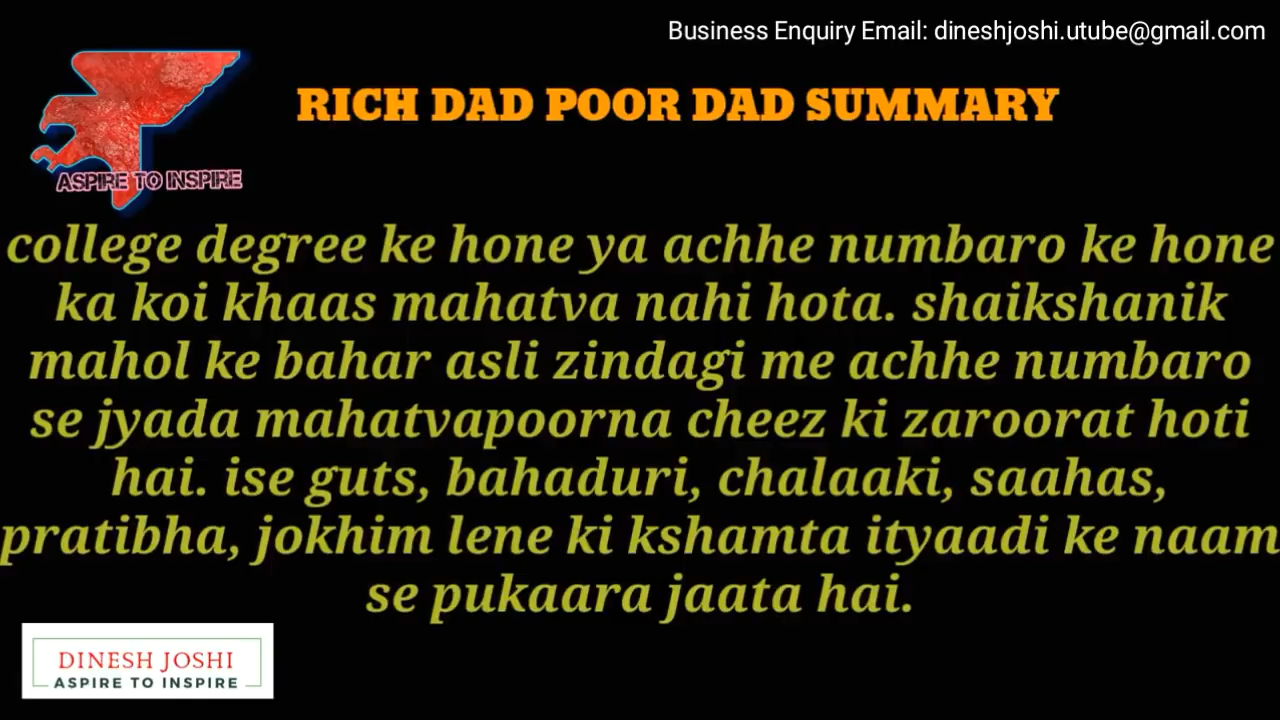 Business Enquiry Email: dineshjoshi.utube@gmail.com
RICH DAD POOR DAD SUMMARY
ASPIRE TO INSPIRE
college degree ke hone ya achhe numbaro ke hone
ka koi khaas mahatva nahi hota. shaikshanik
mahol ke bahar asli zindagi me achhe numbaro
se jyada mahatvapoorna cheez ki zaroorat hoti
hai. ise guts, bahaduri, chalaaki, saahas,
pratibha, jokhim lene ki kshamta ityaadi ke naam
se pukaara jaata hai.
DINESH JOSHI
ASPIRE TO INSPIRE